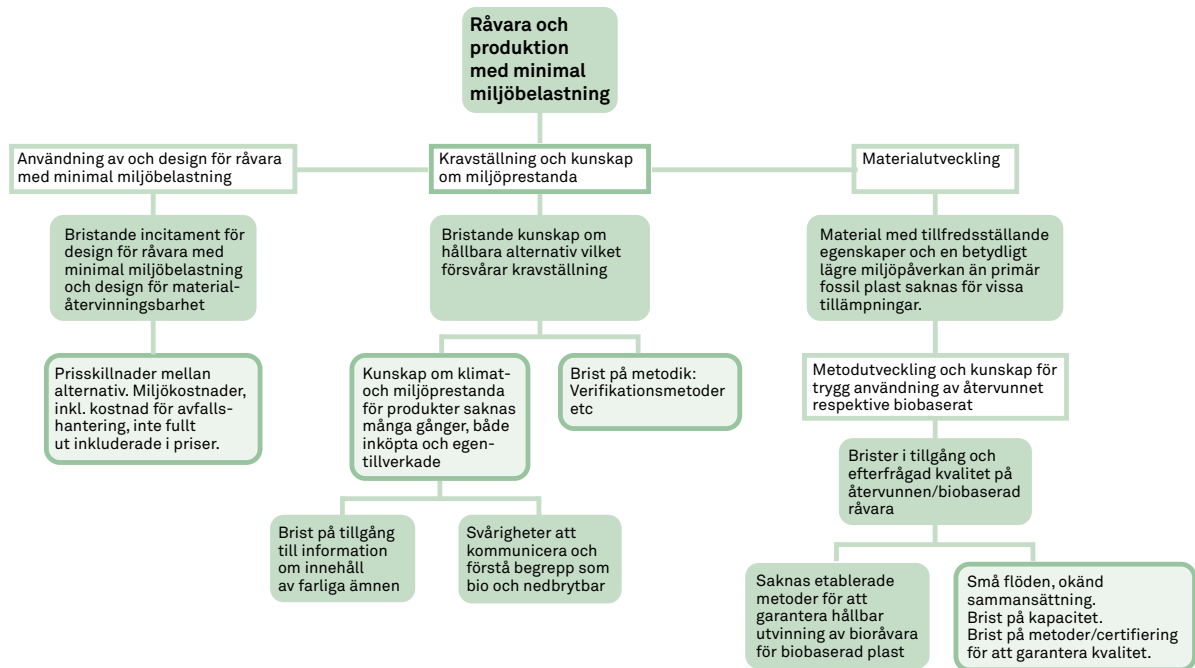 Råvara och
produktion
med minimal
miljöbelastning
Användning av och design för råvara
med minimal miljöbelastning
Kravställning och kunskap
om miljöprestanda
Materialutveckling
Bristande incitament för
design för råvara med
minimal miljöbelastning
och design för material-
återvinningsbarhet
Bristande kunskap om
hållbara alternativ vilket
försvårar kravställning
Material med tillfredsställande
egenskaper och en betydligt
lägre miljöpåverkan än primär
fossil plast saknas för vissa
tillämpningar.
Prisskillnader mellan
alternativ. Miljökostnader,
inkl. kostnad för avfalls-
hantering, inte fullt
ut inkluderade i priser.
Kunskap om klimat-
och miljöprestanda
för produkter saknas
många gånger, både
inköpta och egen-
tillverkade
Brist på metodik:
Verifikationsmetoder
etc
Metodutveckling och kunskap för
trygg användning av återvunnet
respektive biobaserat
Brister i tillgång och
efterfrågad kvalitet på
återvunnen/biobaserad
råvara
Brist på tillgång
till information
om innehåll
av farliga ämnen
Svårigheter att
kommunicera och
förstå begrepp som
bio och nedbrytbar
Saknas etablerade
metoder för att
garantera hållbar
utvinning av bioråvara
för biobaserad plast
Små flöden, okänd
sammansättning.
Brist på kapacitet.
Brist på metoder/certifiering
för att garantera kvalitet.